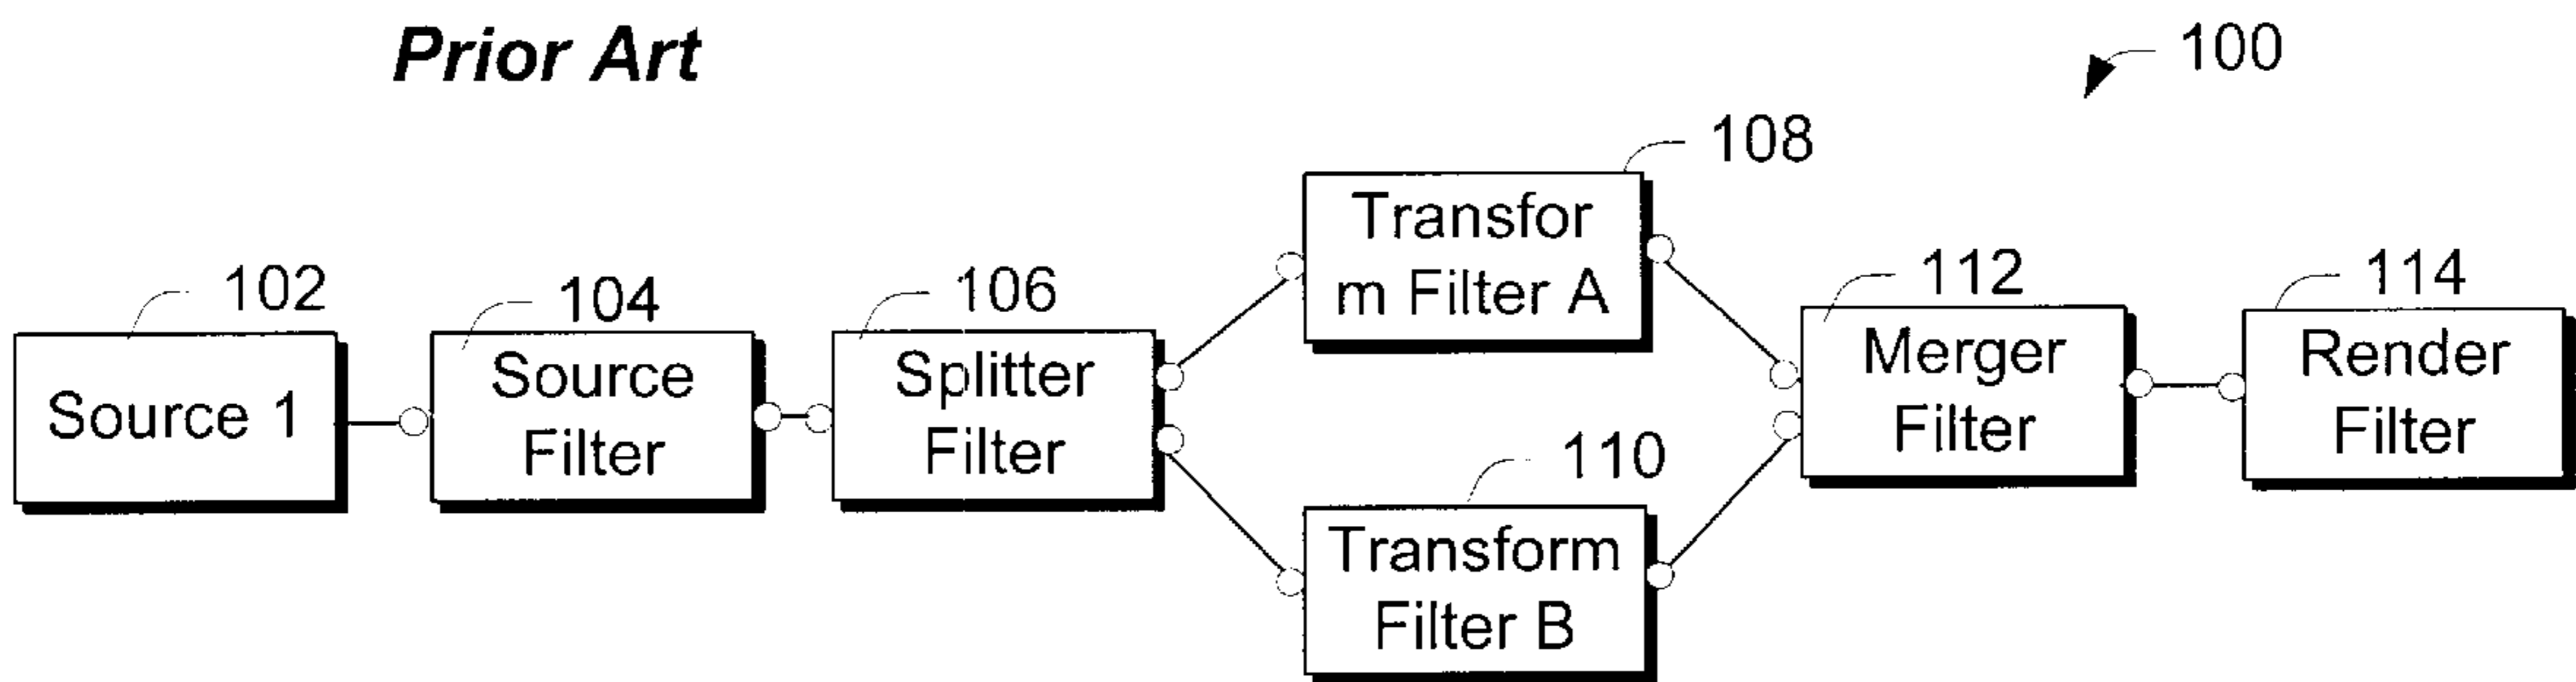 Prior Art
100
102
Source 1
104
Source
Filter
106
Splitter
Filter
108
Transfor
m Filter A
110
Transform
Filter B
112
Merger
Filter
114
Render
Filter